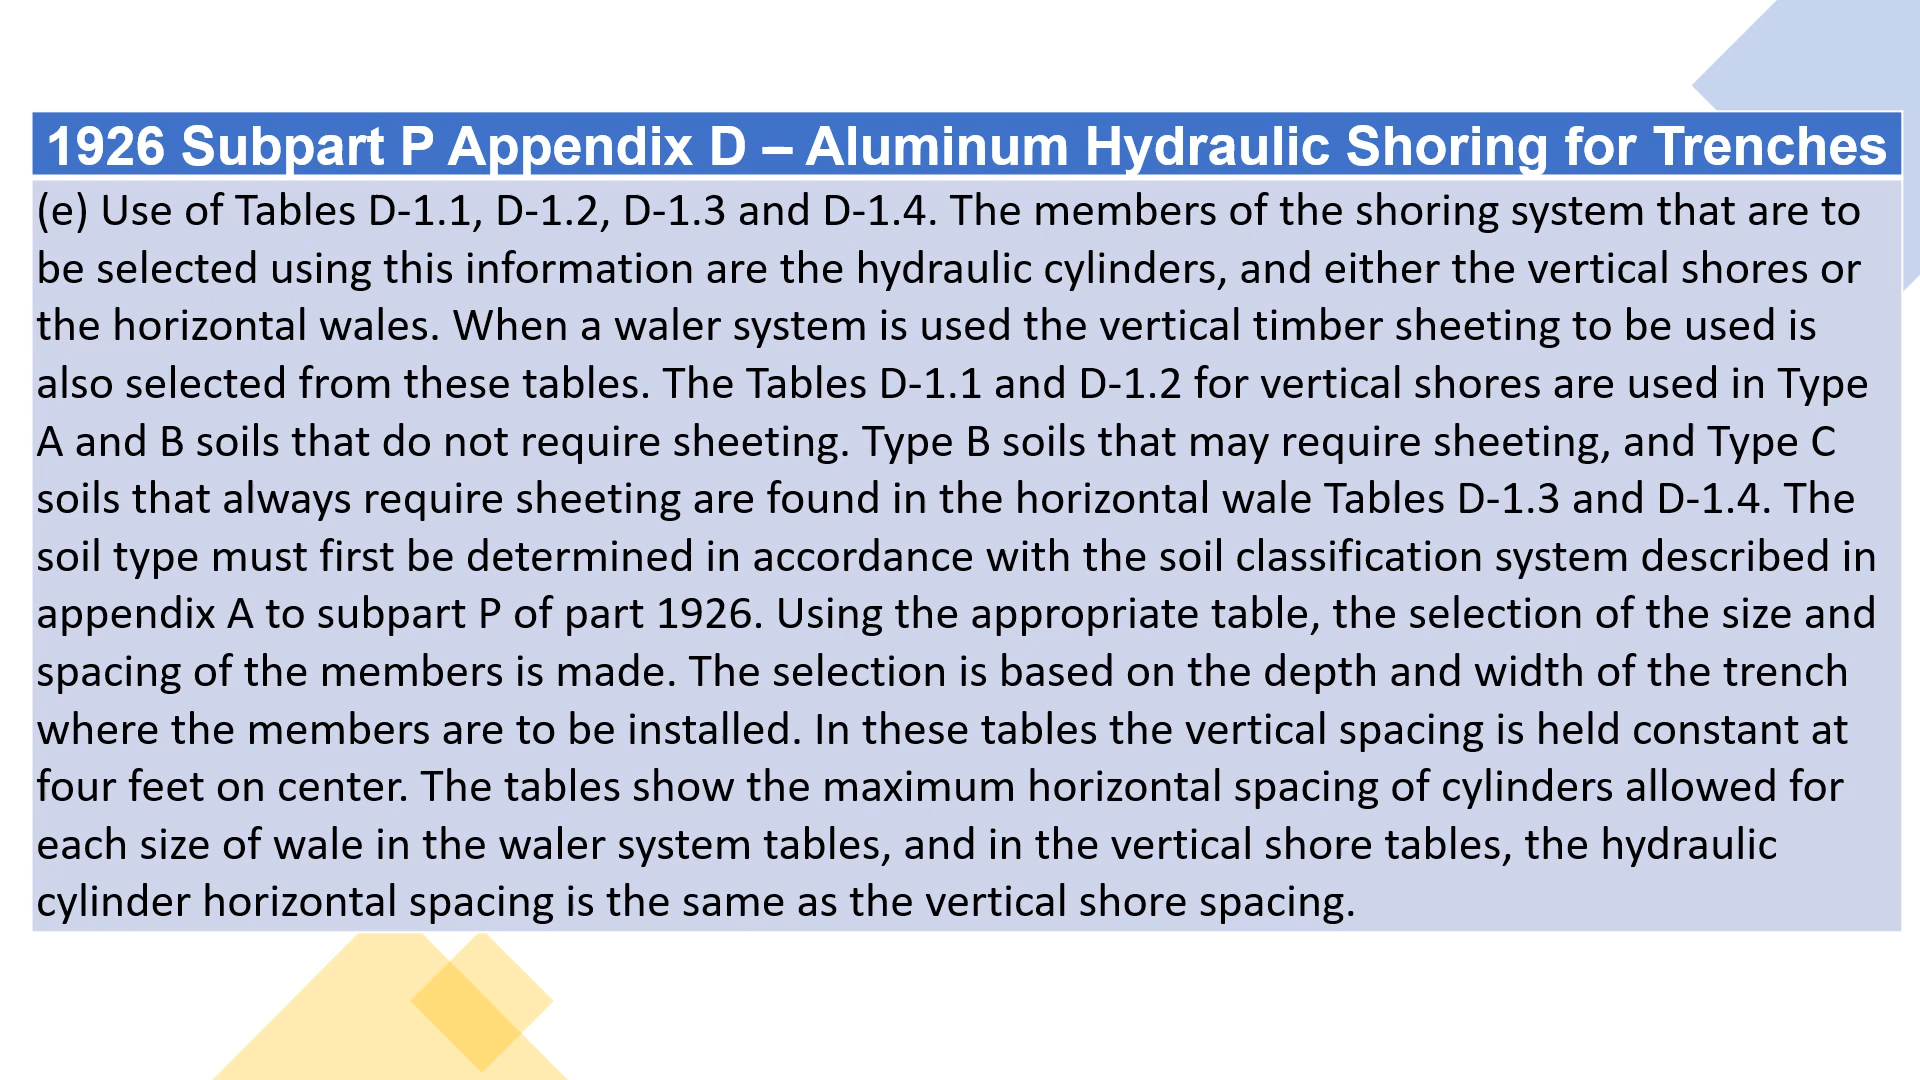 1926 Subpart P Appendix D – Aluminum Hydraulic Shoring for Trenches
(e) Use of Tables D-1.1, D-1.2, D-1.3 and D-1.4. The members of the shoring system that are to
be selected using this information are the hydraulic cylinders, and either the vertical shores or
the horizontal wales. When a waler system is used the vertical timber sheeting to be used is
also selected from these tables. The Tables D-1.1 and D-1.2 for vertical shores are used in Type
A and B soils that do not require sheeting. Type B soils that may require sheeting, and Type C
soils that always require sheeting are found in the horizontal wale Tables D-1.3 and D-1.4. The
soil type must first be determined in accordance with the soil classification system described in
appendix A to subpart P of part 1926. Using the appropriate table, the selection of the size and
spacing of the members is made. The selection is based on the depth and width of the trench
where the members are to be installed. In these tables the vertical spacing is held constant at
four feet on center. The tables show the maximum horizontal spacing of cylinders allowed for
each size of wale in the waler system tables, and in the vertical shore tables, the hydraulic
cylinder horizontal spacing is the same as the vertical shore spacing.